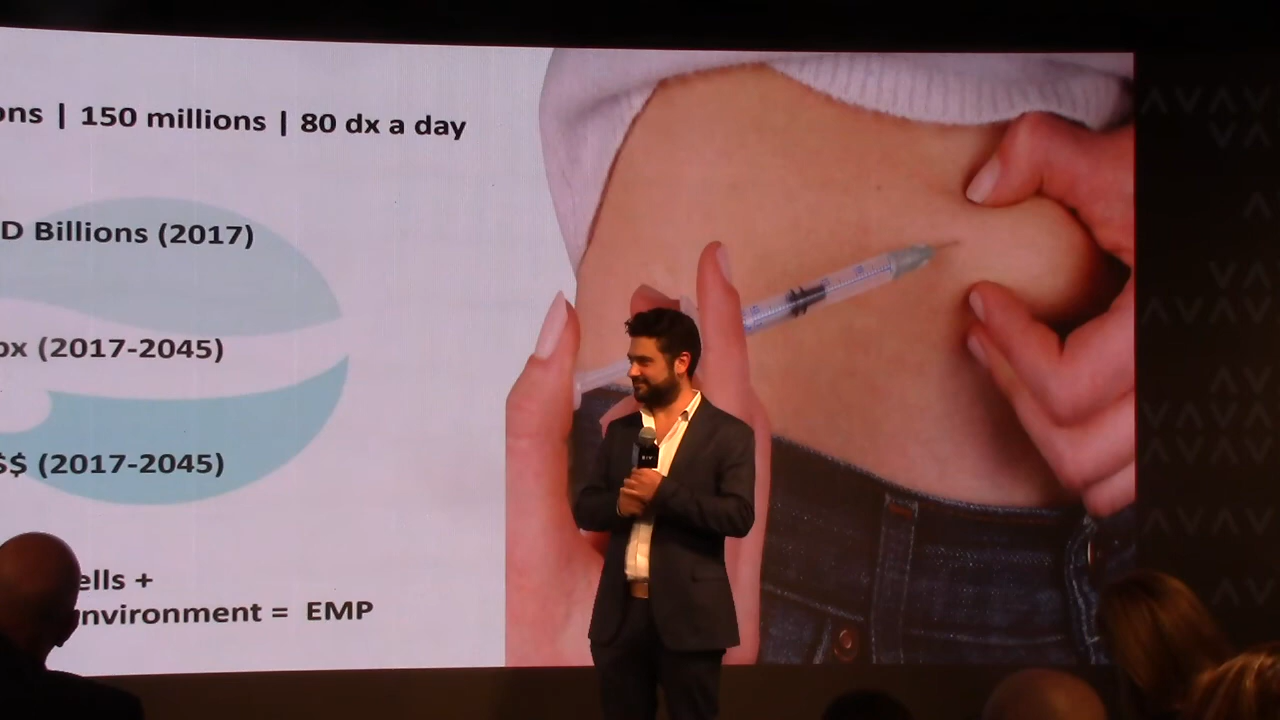 ons | 150 millions | 80 dx a day
D Billions (2017)
ox (2017-2045)
$$ (2017-2045)
ells +
nvironment = EMP